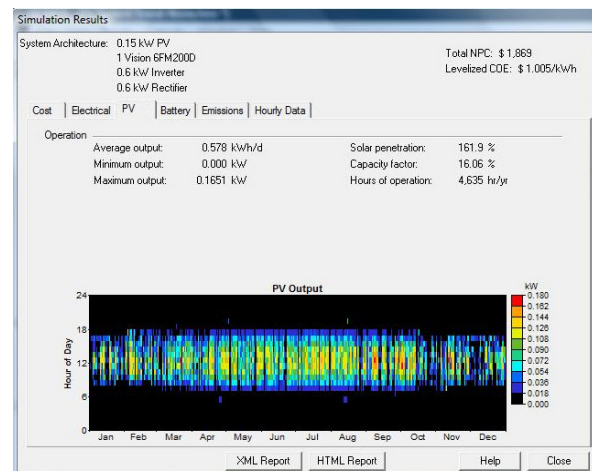 Simulation Results
System Architecture: 0.15 kW PV
1 Vision 6FM200D
0.6 kW Inverter
0.6 kW Rectifier
Total NPC: $ 1,869
Levelized COE: $ 1.005/kWh
Cost Electrical PV Battery Emissions Hourly Data
Operation
Average output: 0.578 kWh/d Solar penetration: 161.9 %
Minimum output: 0.000 kW Capacity factor: 16.06 %
Maximum output: 0.1651 kW Hours of operation: 4,635 hr/yr
PV Output
Hour of Day
24
18
12
6
0
Jan Feb Mar Apr May Jun Jul Aug Sep Oct Nov Dec
kW
0.180
0.162
0.144
0.126
0.108
0.090
0.072
0.054
0.036
0.018
0.000
XML Report HTML Report Help Close